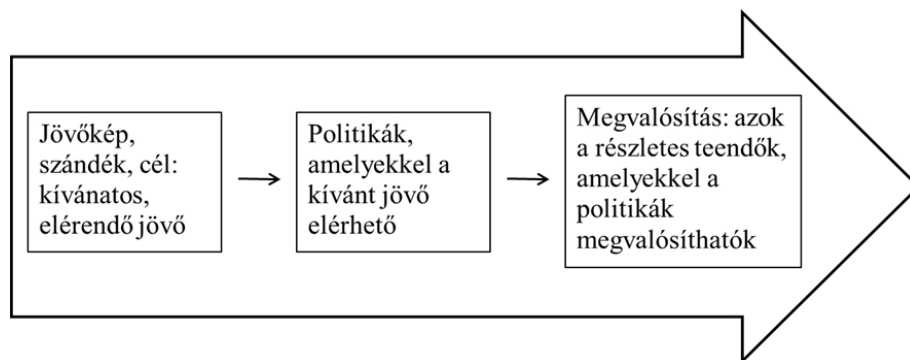 Jövőkép,
szándék, cél:
kívánatos,
elérendő jövő
Politikák,
amelyekkel a
kívánt jövő
elérhető
Megvalósítás: azok
a részletes teendők,
amelyekkel a
politikák
megvalósíthatók